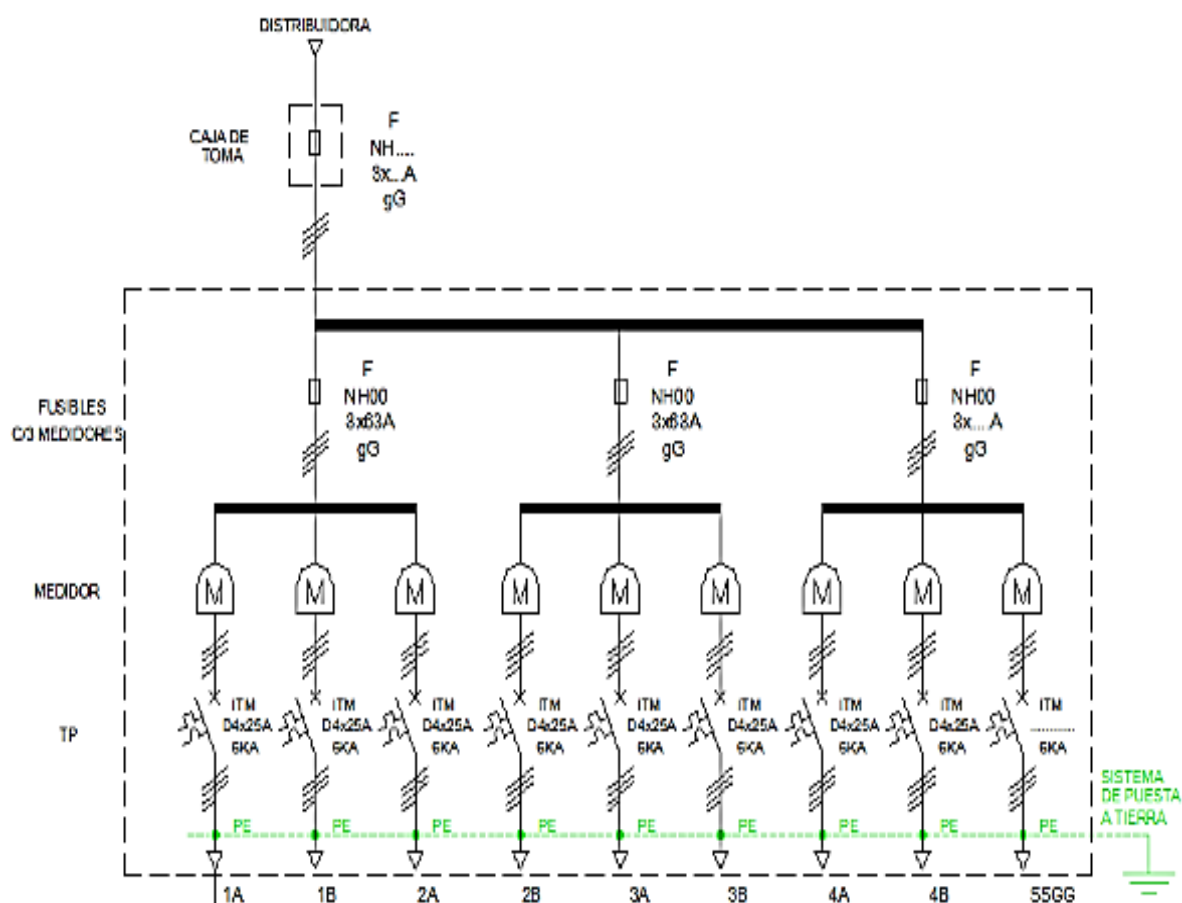 DISTRIBUIDORA
CAJA DE
TOMA
F
NH....
3x...A
gG
FUSIBLES
C/3 MEDIDORES
F
NH00
3x63A
gG
F
NH00
3x63A
gG
F
NH00
3x....A
gG
MEDIDOR
M M M M M M M M M
TP
ITM ITM ITM ITM ITM ITM ITM ITM ITM
D4x25A D4x25A D4x25A D4x25A D4x25A D4x25A D4x25A D4x25A ...........
6KA 6KA 6KA 6KA 6KA 6KA 6KA 6KA 6KA
SISTEMA
DE PUESTA
A TIERRA
PE PE PE PE PE PE PE PE PE
1A 1B 2A 2B 3A 3B 4A 4B SSGG